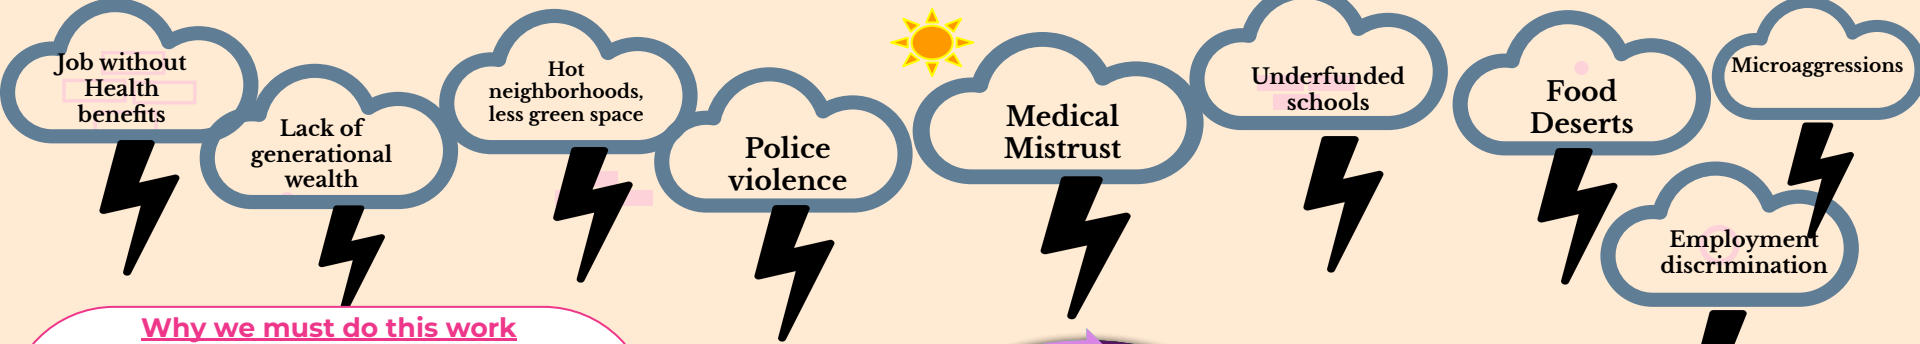 Job without
Health
benefits
Lack of
generational
wealth
Hot
neighborhoods,
less green space
Police
violence
Medical
Mistrust
Underfunded
schools
Food
Deserts
Microaggressions
Employment
discrimination
Why we must do this work